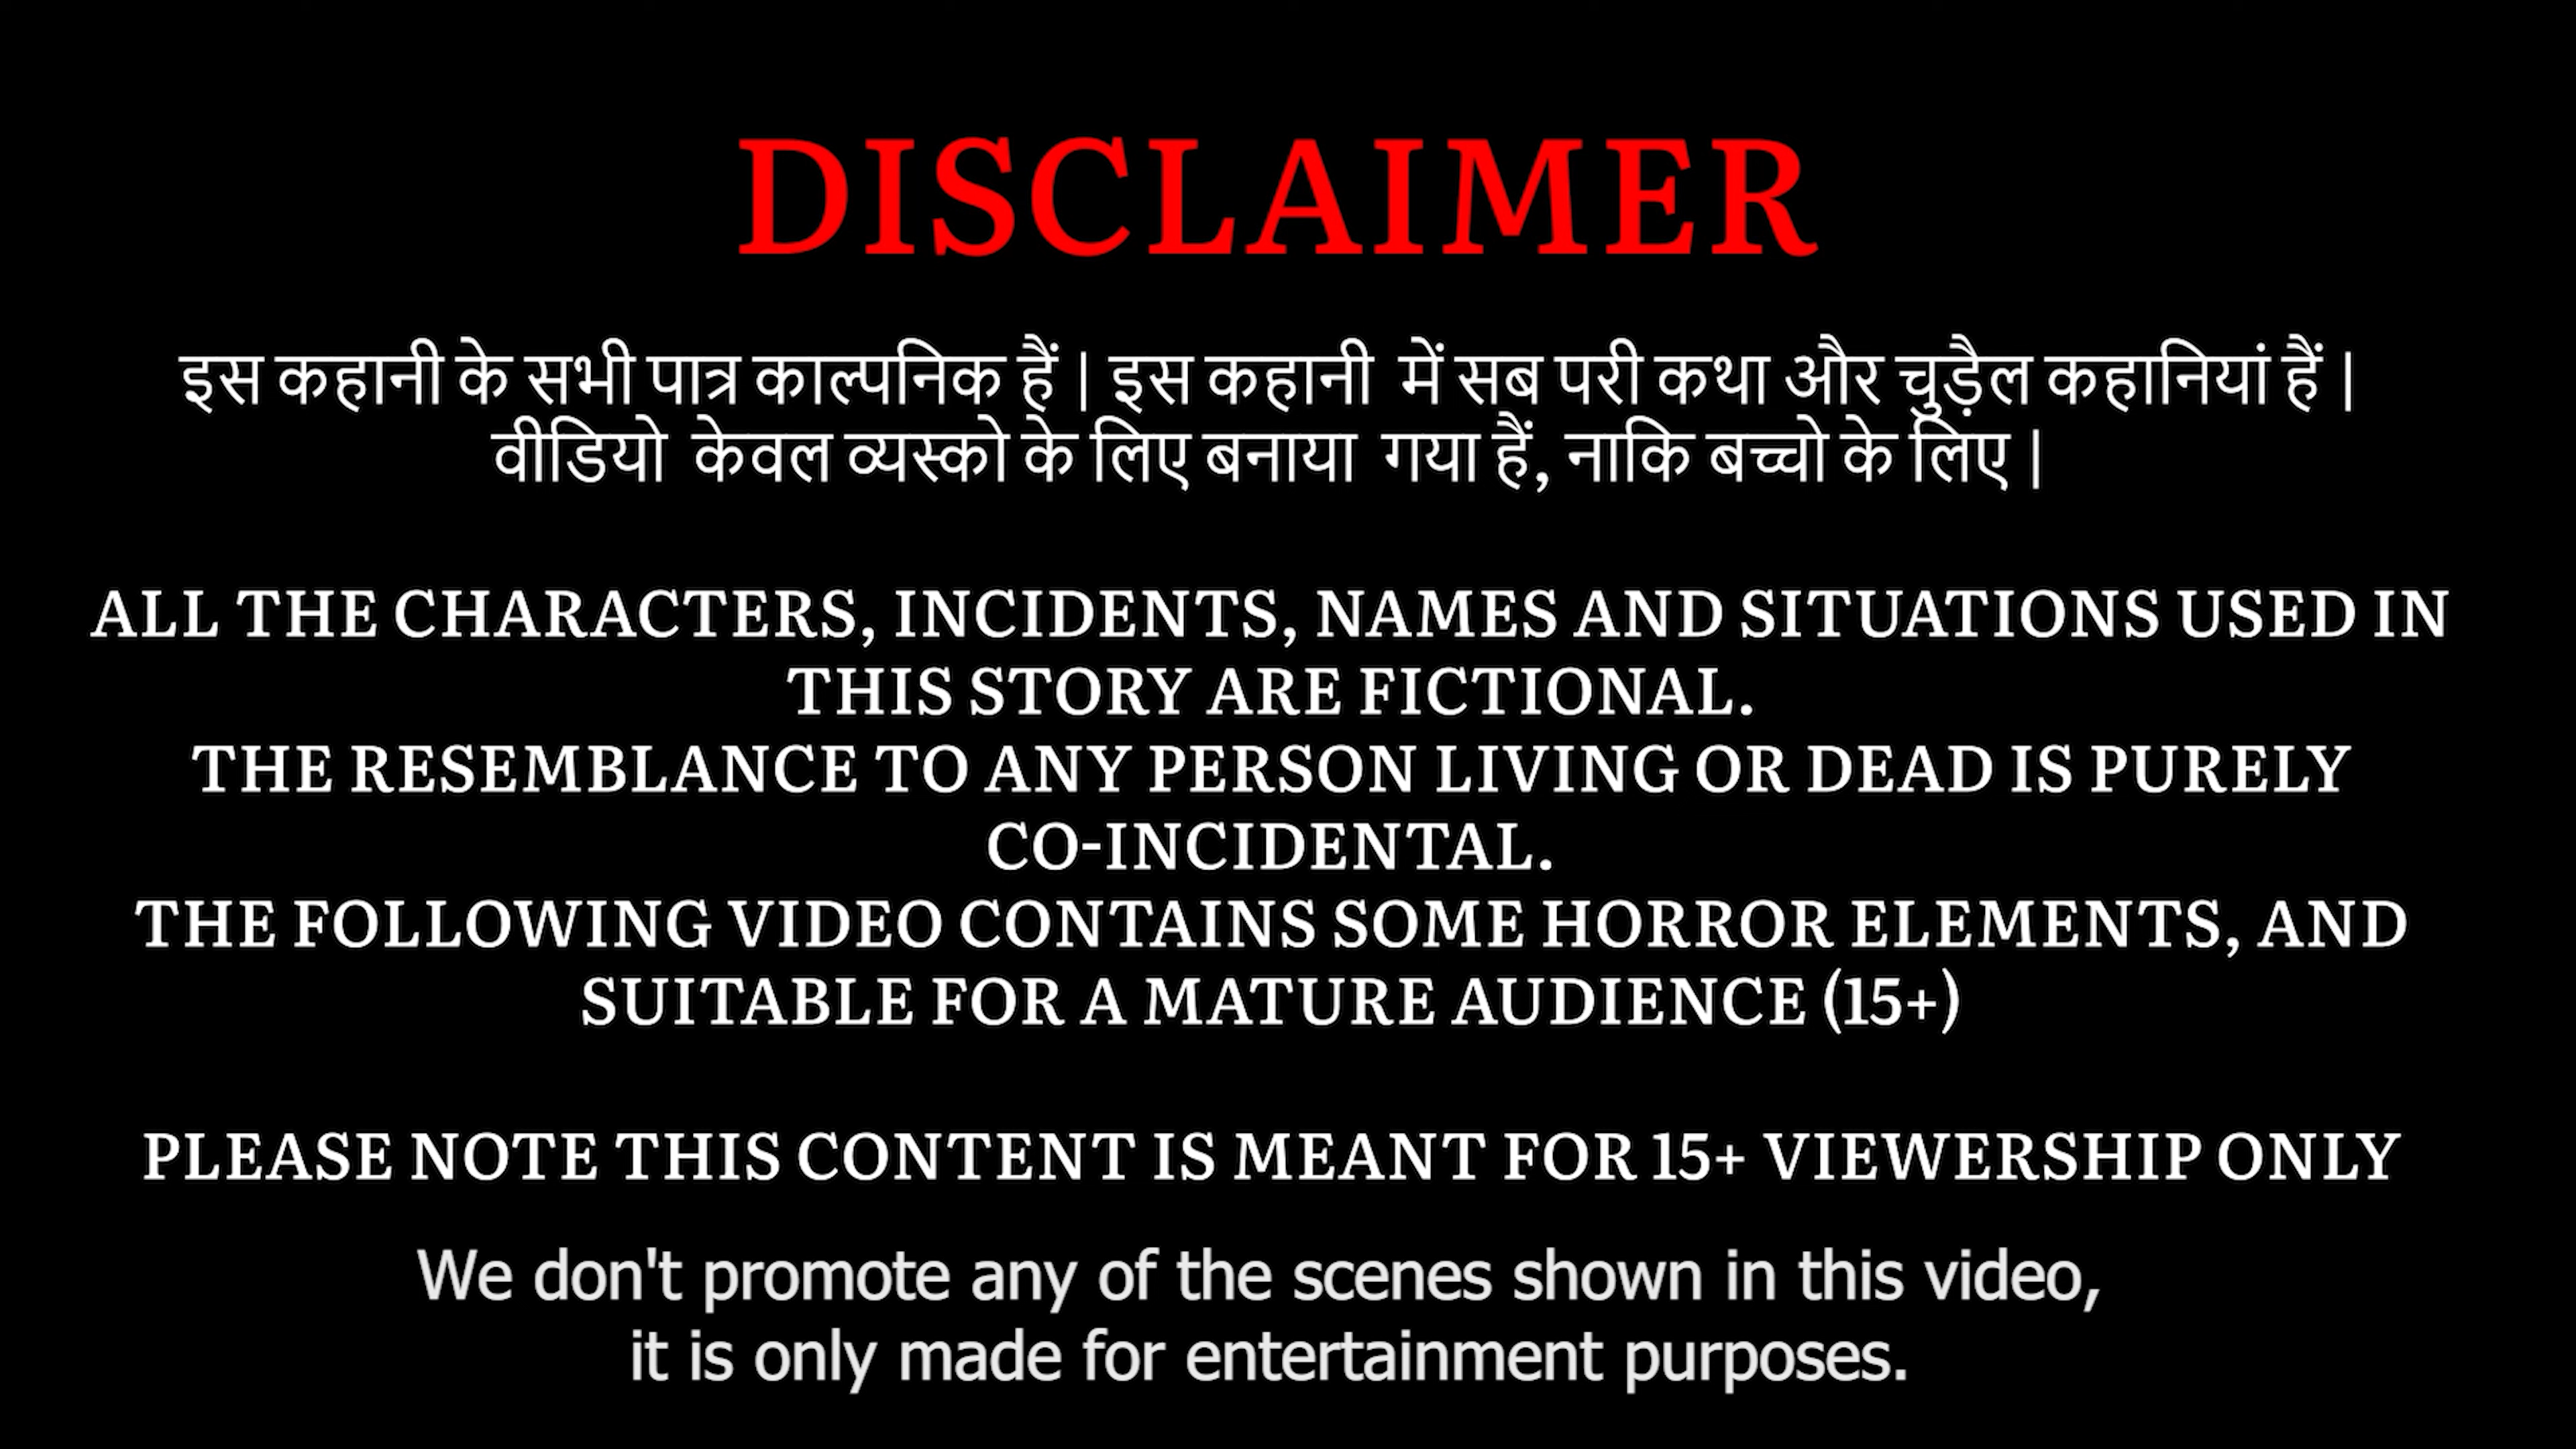 DISCLAIMER
इस कहानी के सभी पात्र काल्पनिक हैं | इस कहानी में सब परी कथा और चुड़ैल कहानियां हैं |
वीडियो केवल व्यस्को के लिए बनाया गया हैं, नाकि बच्चो के लिए |
ALL THE CHARACTERS, INCIDENTS, NAMES AND SITUATIONS USED IN
THIS STORY ARE FICTIONAL.
THE RESEMBLANCE TO ANY PERSON LIVING OR DEAD IS PURELY
CO-INCIDENTAL.
THE FOLLOWING VIDEO CONTAINS SOME HORROR ELEMENTS, AND
SUITABLE FOR A MATURE AUDIENCE (15+)
PLEASE NOTE THIS CONTENT IS MEANT FOR 15+ VIEWERSHIP ONLY
We don't promote any of the scenes shown in this video,
it is only made for entertainment purposes.